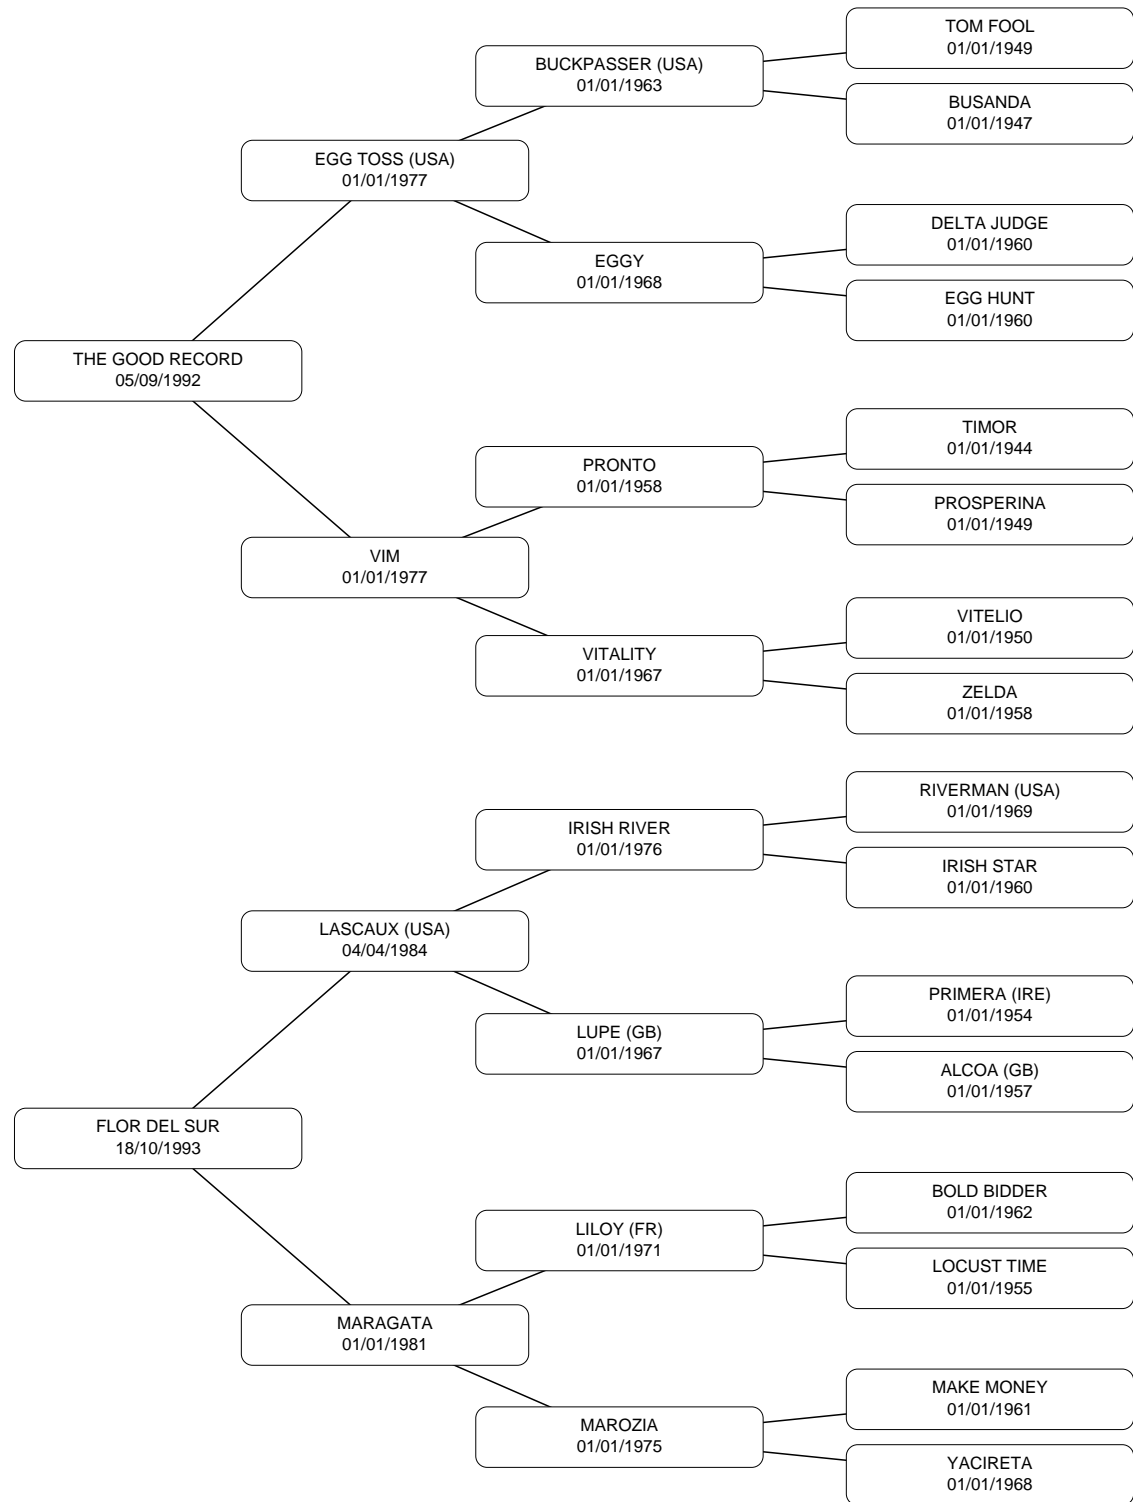 TOM FOOL
01/01/1949
BUCKPASSER (USA)
01/01/1963
BUSANDA
01/01/1947
EGG TOSS (USA)
01/01/1977
DELTA JUDGE
01/01/1960
EGGY
01/01/1968
EGG HUNT
01/01/1960
THE GOOD RECORD
05/09/1992
TIMOR
01/01/1944
PRONTO
01/01/1958
PROSPERINA
01/01/1949
VIM
01/01/1977
VITELIO
01/01/1950
VITALITY
01/01/1967
ZELDA
01/01/1958
RIVERMAN (USA)
01/01/1969
IRISH RIVER
01/01/1976
IRISH STAR
01/01/1960
LASCAUX (USA)
04/04/1984
PRIMERA (IRE)
01/01/1954
LUPE (GB)
01/01/1967
ALCOA (GB)
01/01/1957
FLOR DEL SUR
18/10/1993
BOLD BIDDER
01/01/1962
LILOY (FR)
01/01/1971
LOCUST TIME
01/01/1955
MARAGATA
01/01/1981
MAKE MONEY
01/01/1961
MAROZIA
01/01/1975
YACIRETA
01/01/1968